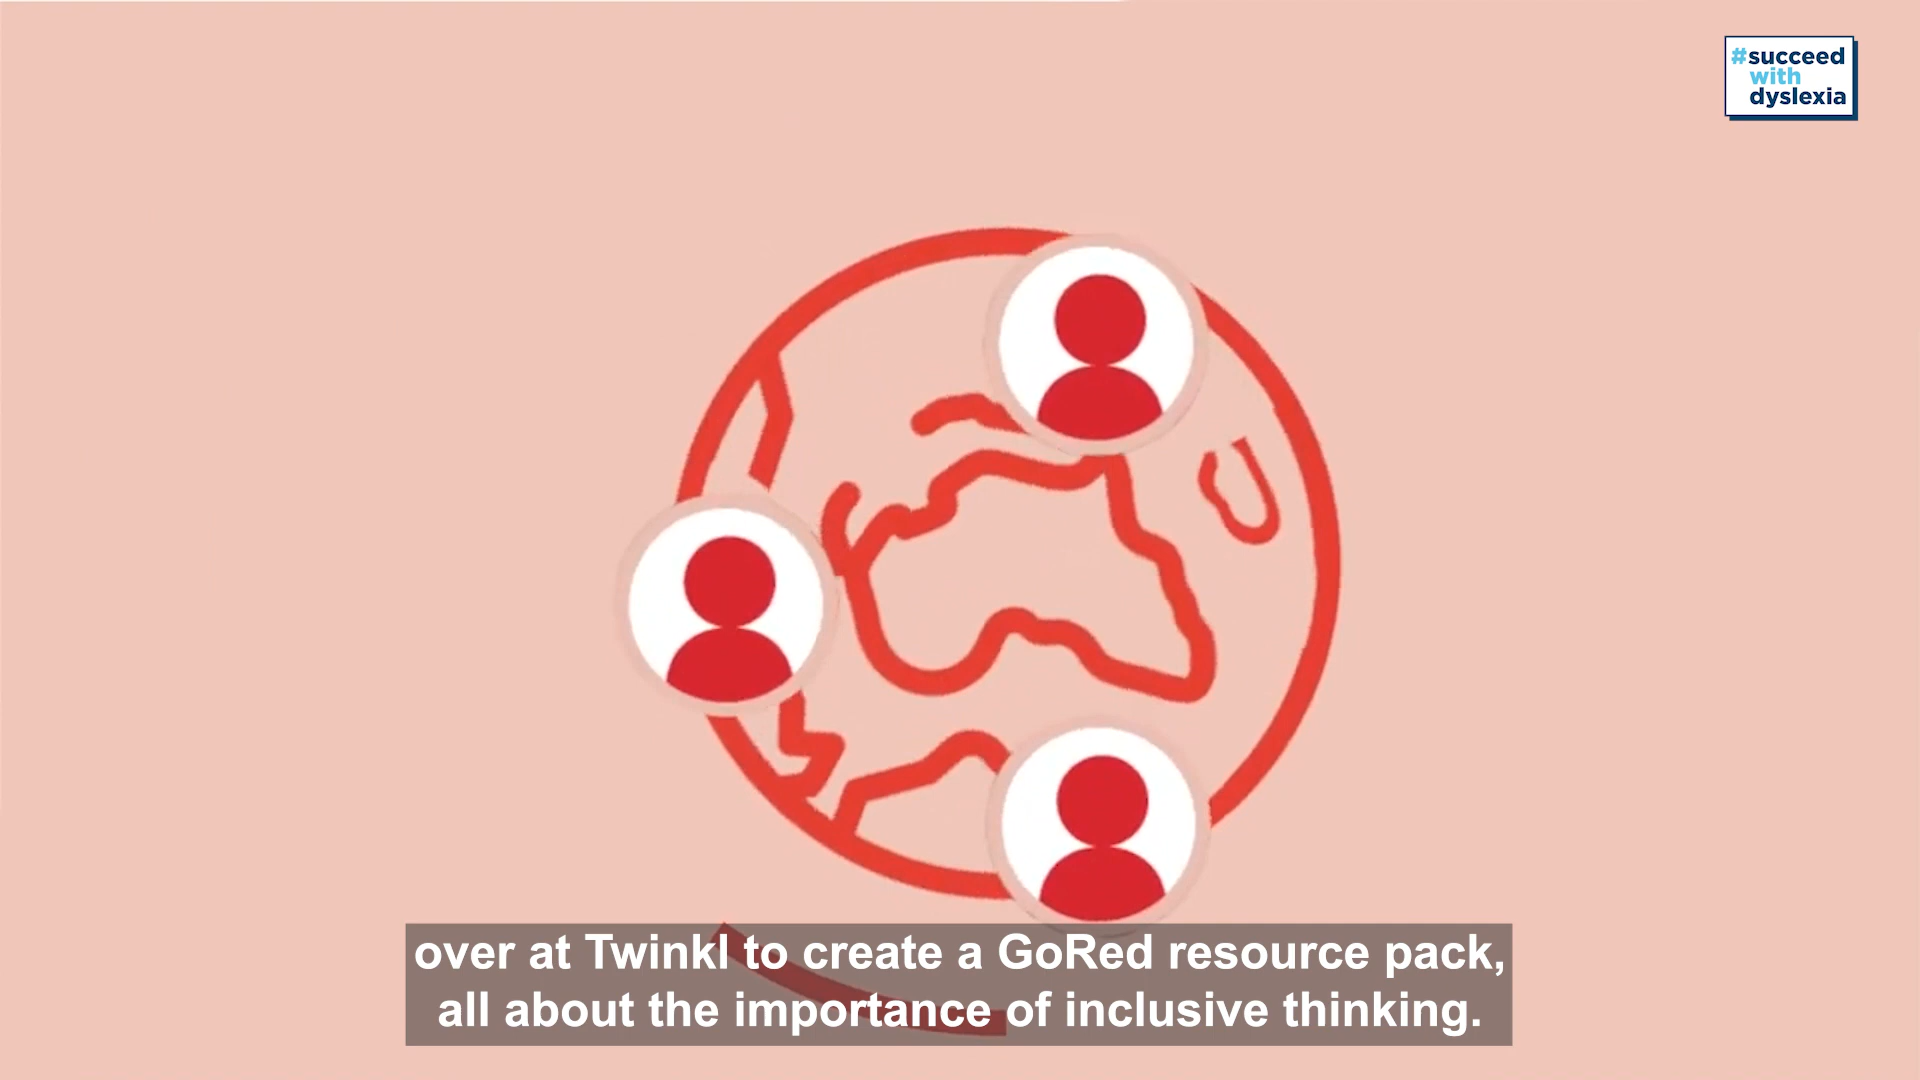 #succeed
with
dyslexia
over at Twinkl to create a GoRed resource pack,
all about the importance of inclusive thinking.